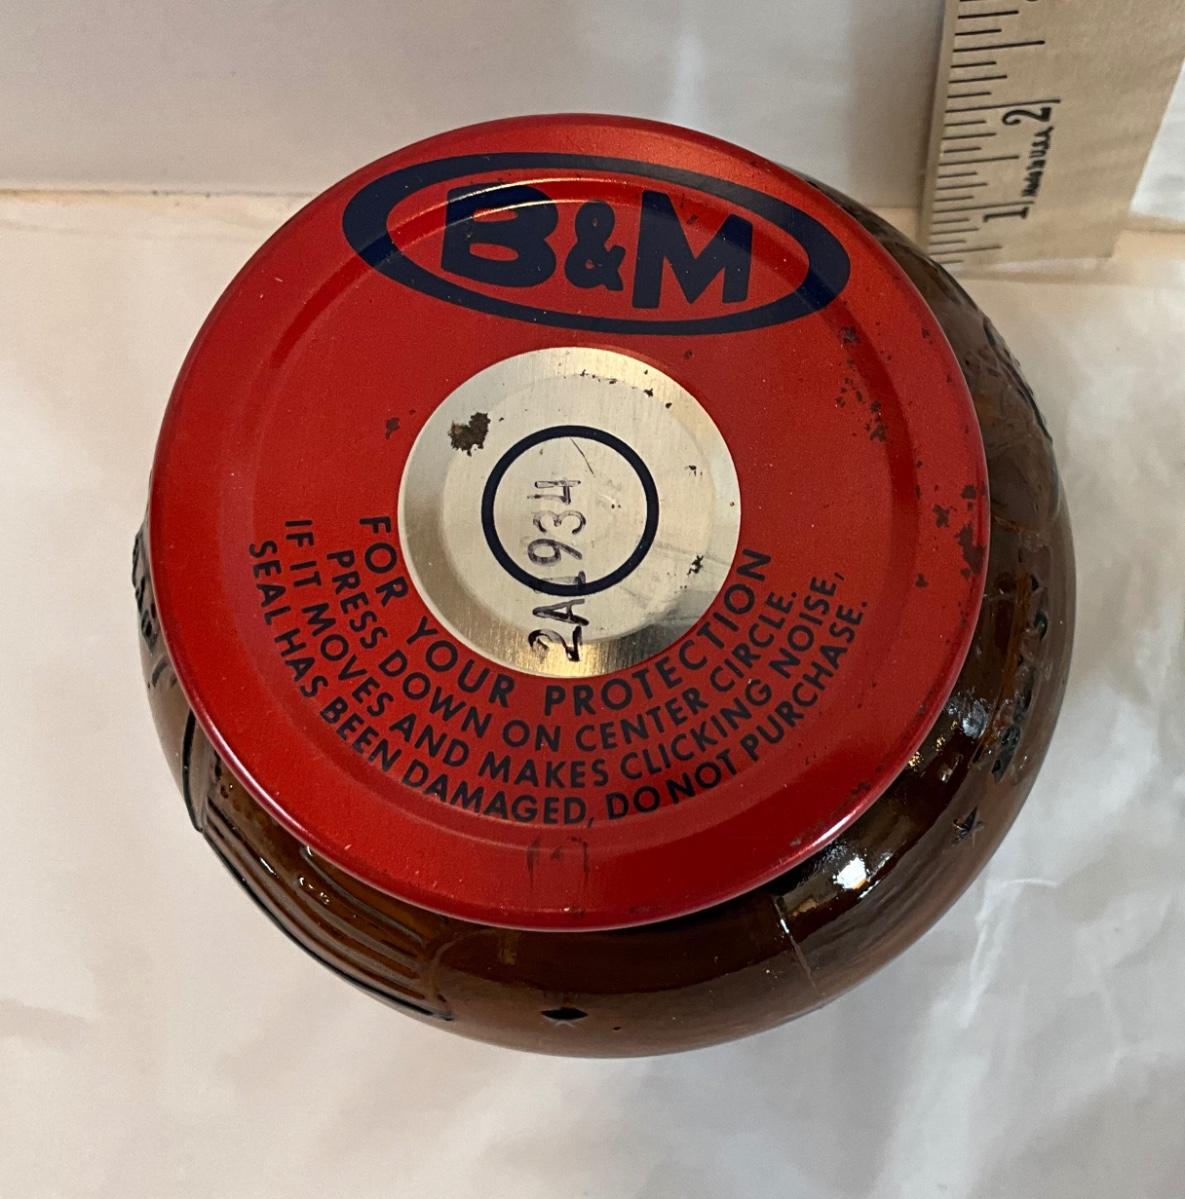 B&M
2A1934
FOR YOUR PROTECTION
PRESS DOWN ON CENTER CIRCLE.
IF IT MOVES AND MAKES CLICKING NOISE,
SEAL HAS BEEN DAMAGED, DO NOT PURCHASE.
2
1